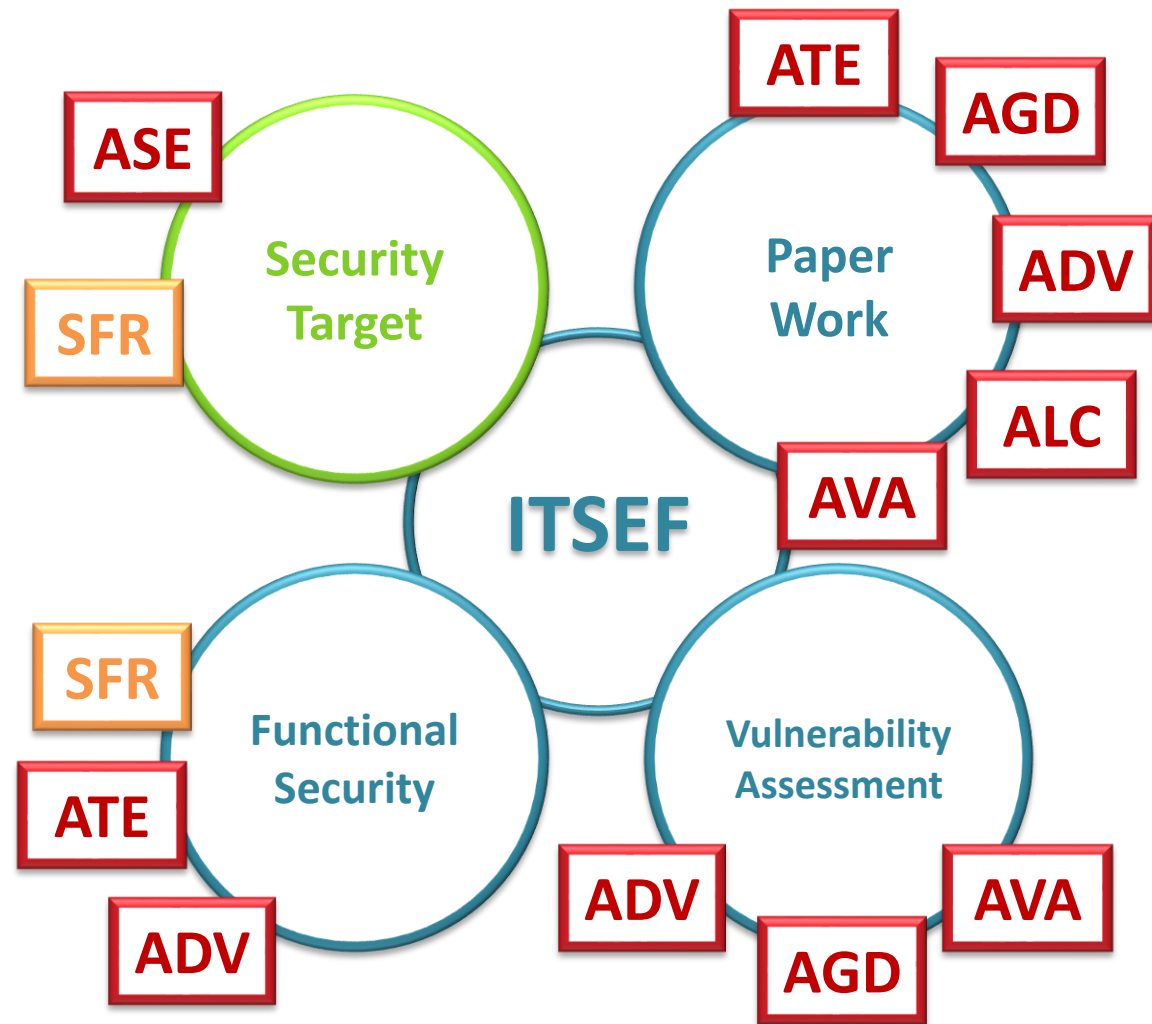 ASE
SFR
Security
Target
ATE
AGD
ADV
ALC
AVA
Paper
Work
ITSEF
SFR
ATE
ADV
Functional
Security
Vulnerability
Assessment
ADV
AGD
AVA